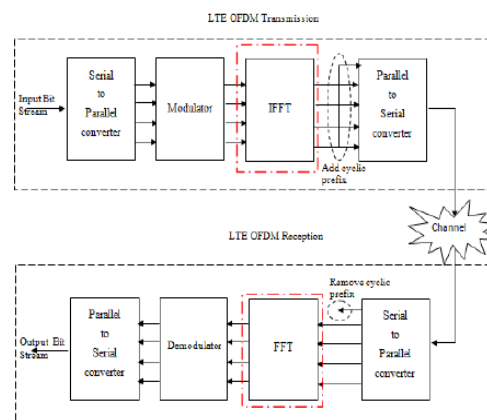 LTE OFDM Transmission
Input Bit
Stream
Serial
to
Parallel
converter
Modulator
IFFT
Add cyclic
prefix
Parallel
to
Serial
converter
Channel
LTE OFDM Reception
Output Bit
Stream
Parallel
to
Serial
converter
Demodulator
FFT
Ramove cyclic
prefix
Serial
to
Parallel
converter